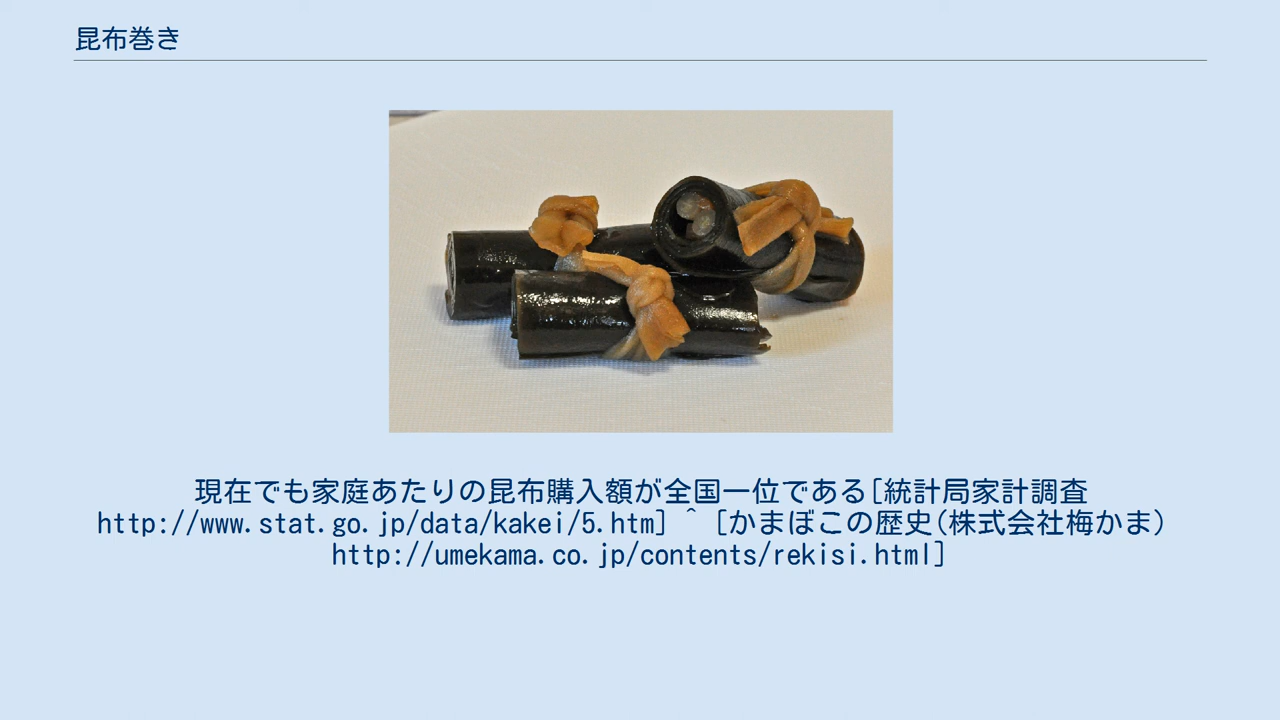 昆布巻き
現在でも家庭あたりの昆布購入額が全国一位である[統計局家計調査
http://www.stat.go.jp/data/kakei/5.htm] ^ [かまぼこの歴史(株式会社梅かま)
http://umekama.co.jp/contents/rekisi.html]